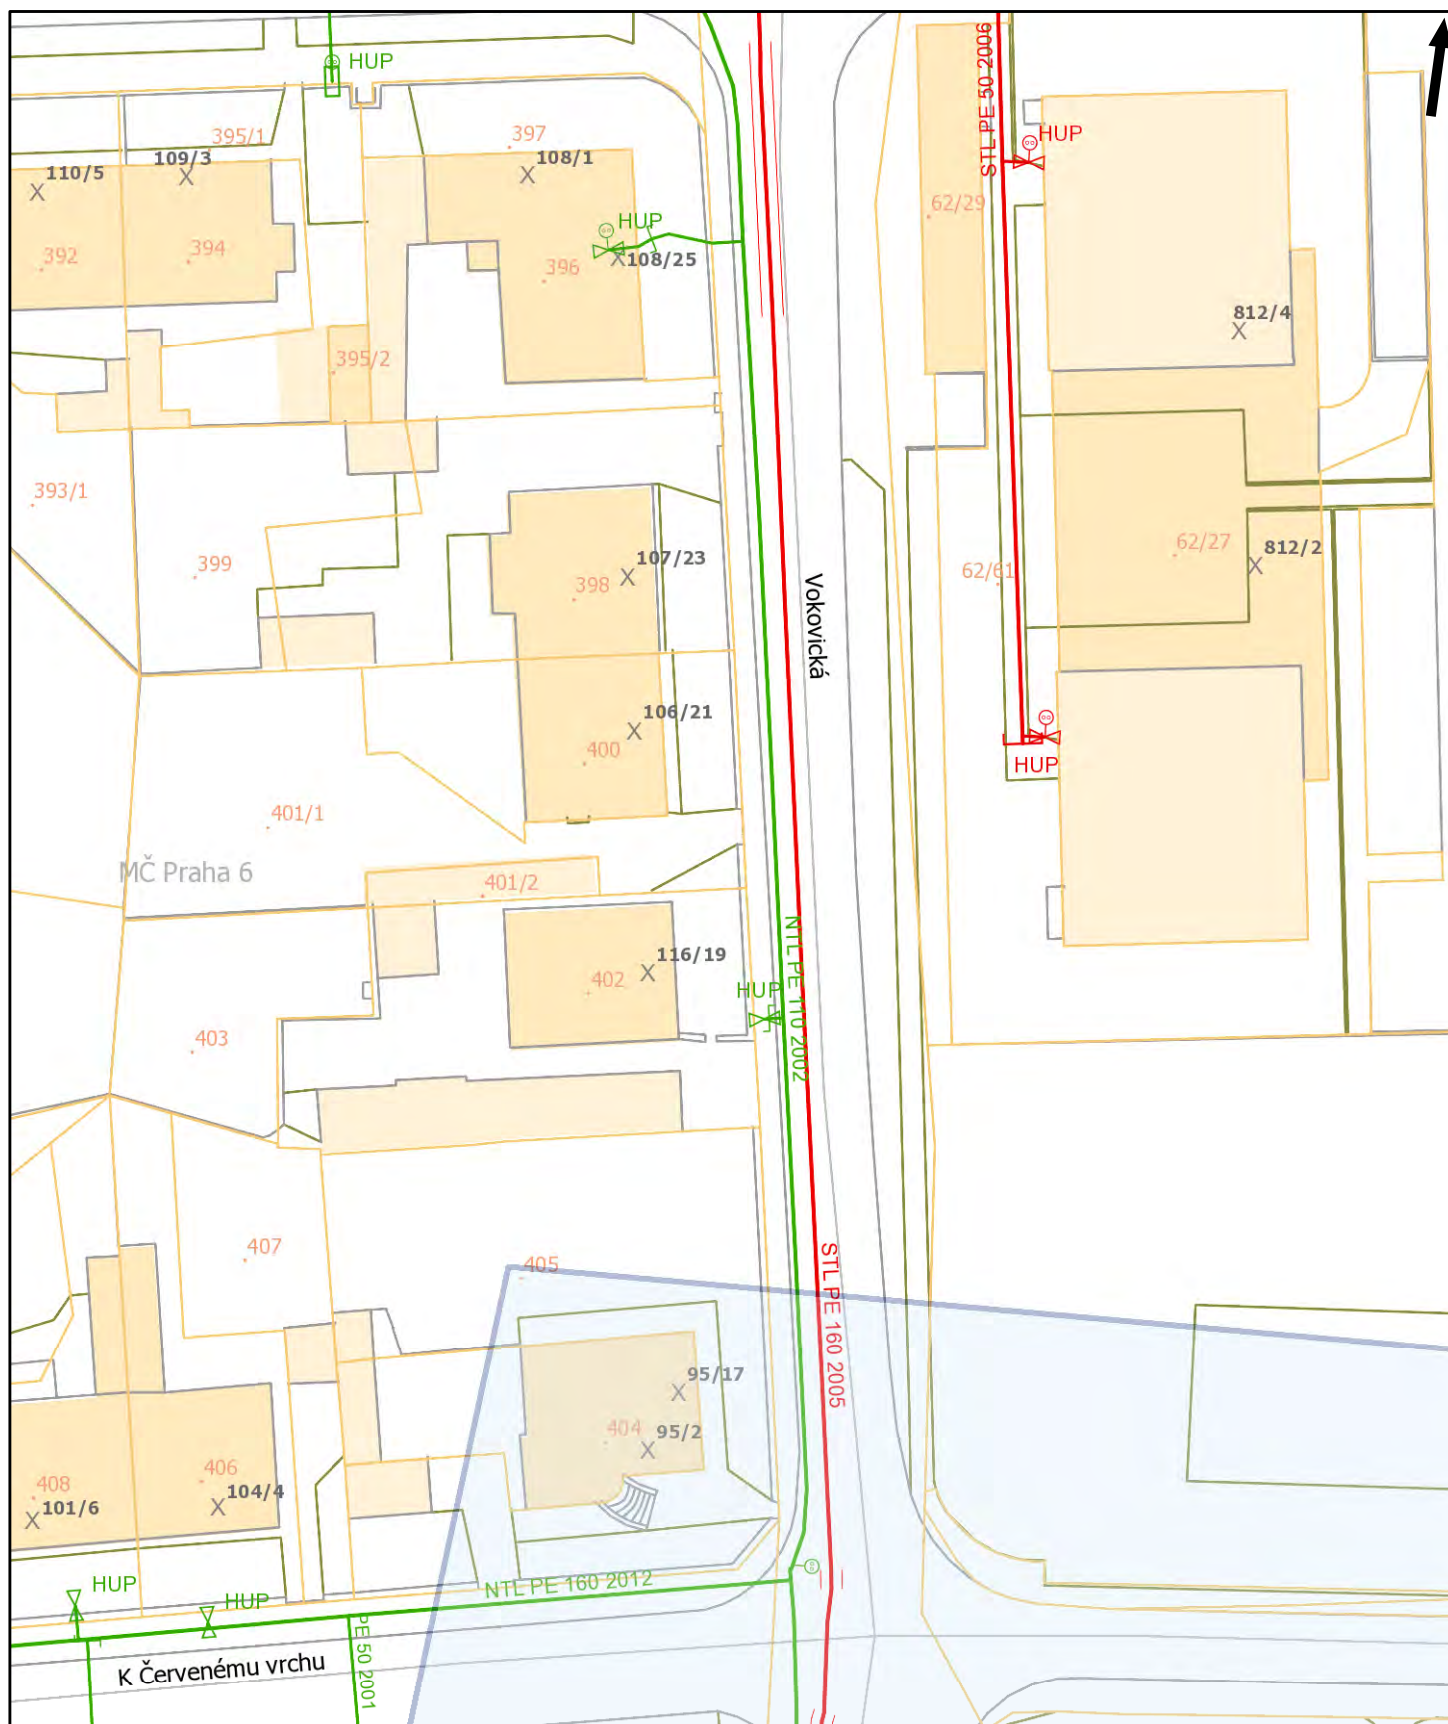 HUP
STL PE 50 2006
HUP
395/1
397
109/3
108/1
110/5
62/29
HUP
394
392
396
108/25
812/4
395/2
393/1
399
398
107/23
62/61
62/27
812/2
Vokovická
106/21
400
HUP
401/1
MČ Praha 6
401/2
NTL PE 110 2002
116/19
402
HUP
403
407
405
STL PE 160 2005
95/17
404
95/2
408
406
101/6
104/4
HUP
HUP
NTL PE 160 2012
PE 50 2001
K Červenému vrchu